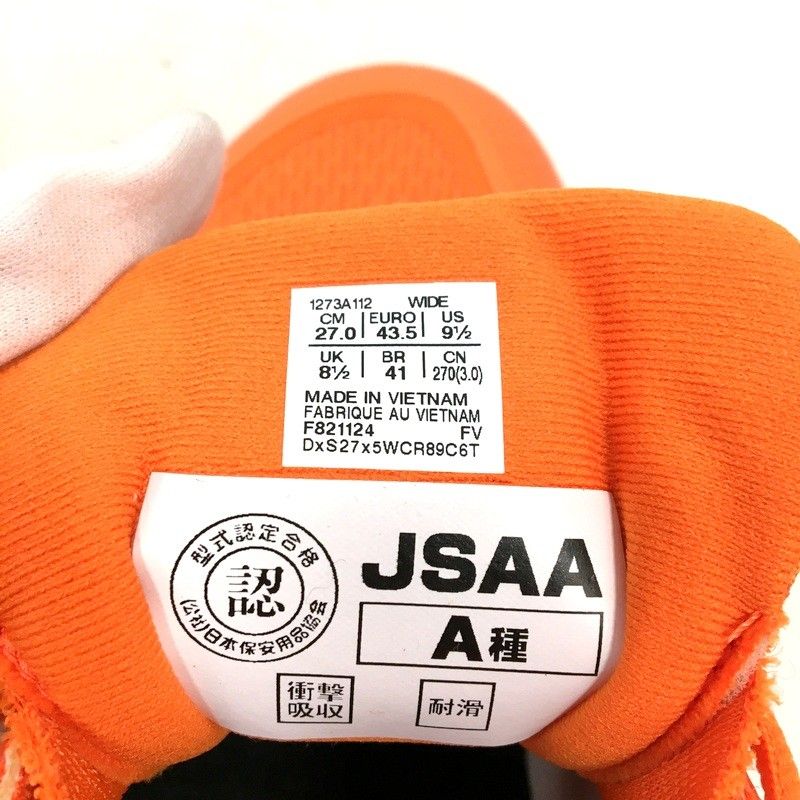 1273A112 WIDE
CM EURO US
27.0 43.5 9½
UK BR CN
8½ 41 270(3.0)
MADE IN VIETNAM
FABRIQUE AU VIETNAM
F821124 FV
DxS27x5WCR89C6T
型式認定合格
認
(公社)日本保安用品協会
JSAA
A種
衝撃
吸収
耐滑